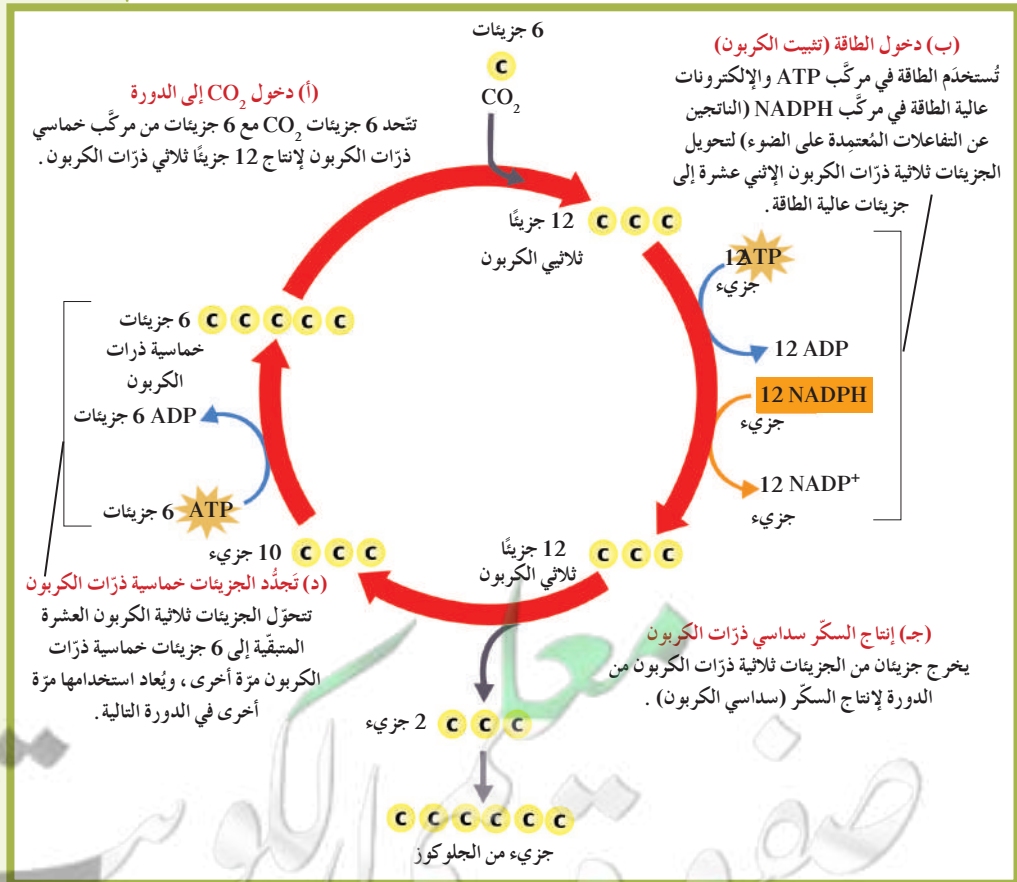 6 جزيئات
C
CO₂
(أ) دخول CO₂ إلى الدورة
تتّحد 6 جزيئات CO₂ مع 6 جزيئات من مركَّب خماسي
ذرّات الكربون لإنتاج 12 جزيئًا ثلاثي ذرّات الكربون.
(ب) دخول الطاقة (تثبيت الكربون)
تُستخدَم الطاقة في مركَّب ATP والإلكترونات
عالية الطاقة في مركَّب NADPH (الناتجين
عن التفاعلات المُعتمِدة على الضوء) لتحويل
الجزيئات ثلاثية ذرّات الكربون الإثني عشرة إلى
جزيئات عالية الطاقة.
C C C 12 جزيئًا
ثلاثيي الكربون
12ATP
جزيء
12 ADP
12 NADPH
جزيء
12 NADP⁺
جزيء
C C C C C 6 جزيئات
خماسية ذرات
الكربون
6 ADP جزيئات
ATP 6 جزيئات
C C C 10 جزيء
C C C 12 جزيئًا
ثلاثي الكربون
(د) تَجدُّد الجزيئات خماسية ذرّات الكربون
تتحوّل الجزيئات ثلاثية الكربون العشرة
المتبقّية إلى 6 جزيئات خماسية ذرّات
الكربون مرّة أخرى، ويُعاد استخدامها مرّة
أخرى في الدورة التالية.
(جـ) إنتاج السكّر سداسي ذرّات الكربون
يخرج جزيئان من الجزيئات ثلاثية ذرّات الكربون من
الدورة لإنتاج السكّر (سداسي الكربون).
C C C 2 جزيء
C C C C C C
جزيء من الجلوكوز
معا
صفوة الكويت